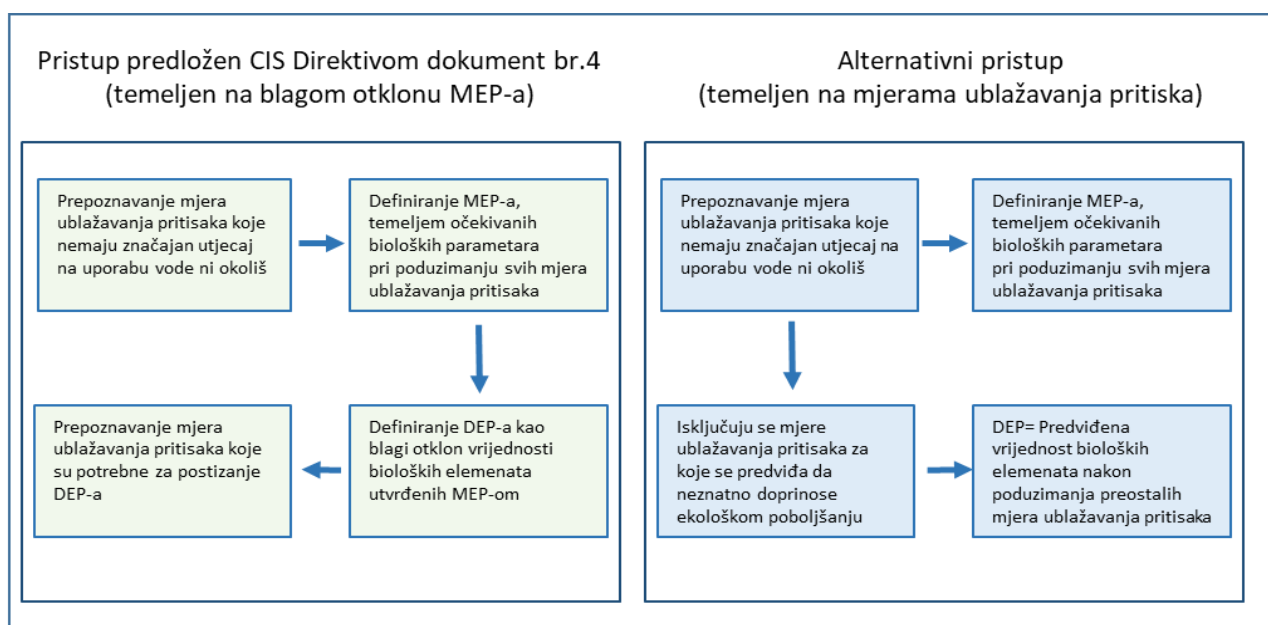 Pristup predložen CIS Direktivom dokument br.4
(temeljen na blagom otklonu MEP-a)
Prepoznavanje mjera
ublažavanja pritisaka koje
nemaju značajan utjecaj
na uporabu vode ni okoliš
Definiranje MEP-a,
temeljem očekivanih
bioloških parametara
pri poduzimanju svih mjera
ublažavanja pritisaka
Prepoznavanje mjera
ublažavanja pritisaka koje
su potrebne za postizanje
DEP-a
Definiranje DEP-a kao
blagi otklon vrijednosti
bioloških elemenata
utvrđenih MEP-om
Alternativni pristup
(temeljen na mjerama ublažavanja pritiska)
Prepoznavanje mjera
ublažavanja pritisaka koje
nemaju značajan utjecaj na
uporabu vode ni okoliš
Definiranje MEP-a,
temeljem očekivanih
bioloških parametara
pri poduzimanju svih mjera
ublažavanja pritisaka
Isključuju se mjere
ublažavanja pritisaka za
koje se predviđa da
neznatno doprinose
ekološkom poboljšanju
DEP= Predviđena
vrijednost bioloških
elemenata nakon
poduzimanja preostalih
mjera ublažavanja pritisaka